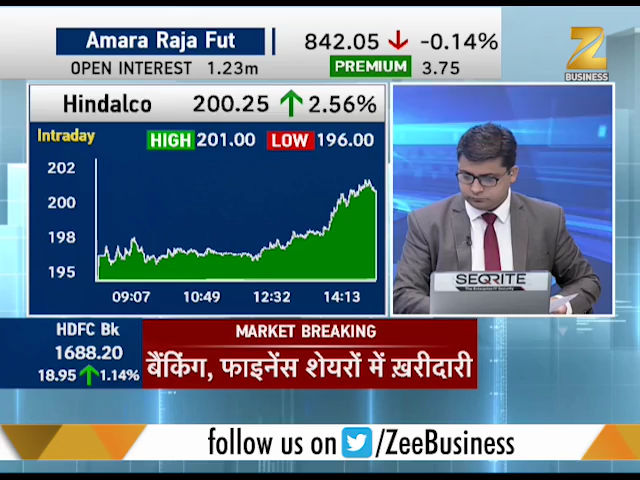 Amara Raja Fut
842.05 -0.14%
OPEN INTEREST 1.23m
PREMIUM 3.75
Z
BUSINESS
Hindalco 200.25 2.56%
Intraday
HIGH 201.00 LOW 196.00
202
200
198
195
09:07 10:49 12:32 14:13
SEQRITE
HDFC Bk
1688.20
18.95 1.14%
MARKET BREAKING
बैंकिंग, फाइनेंस शेयरों में ख़रीदारी
follow us on /ZeeBusiness